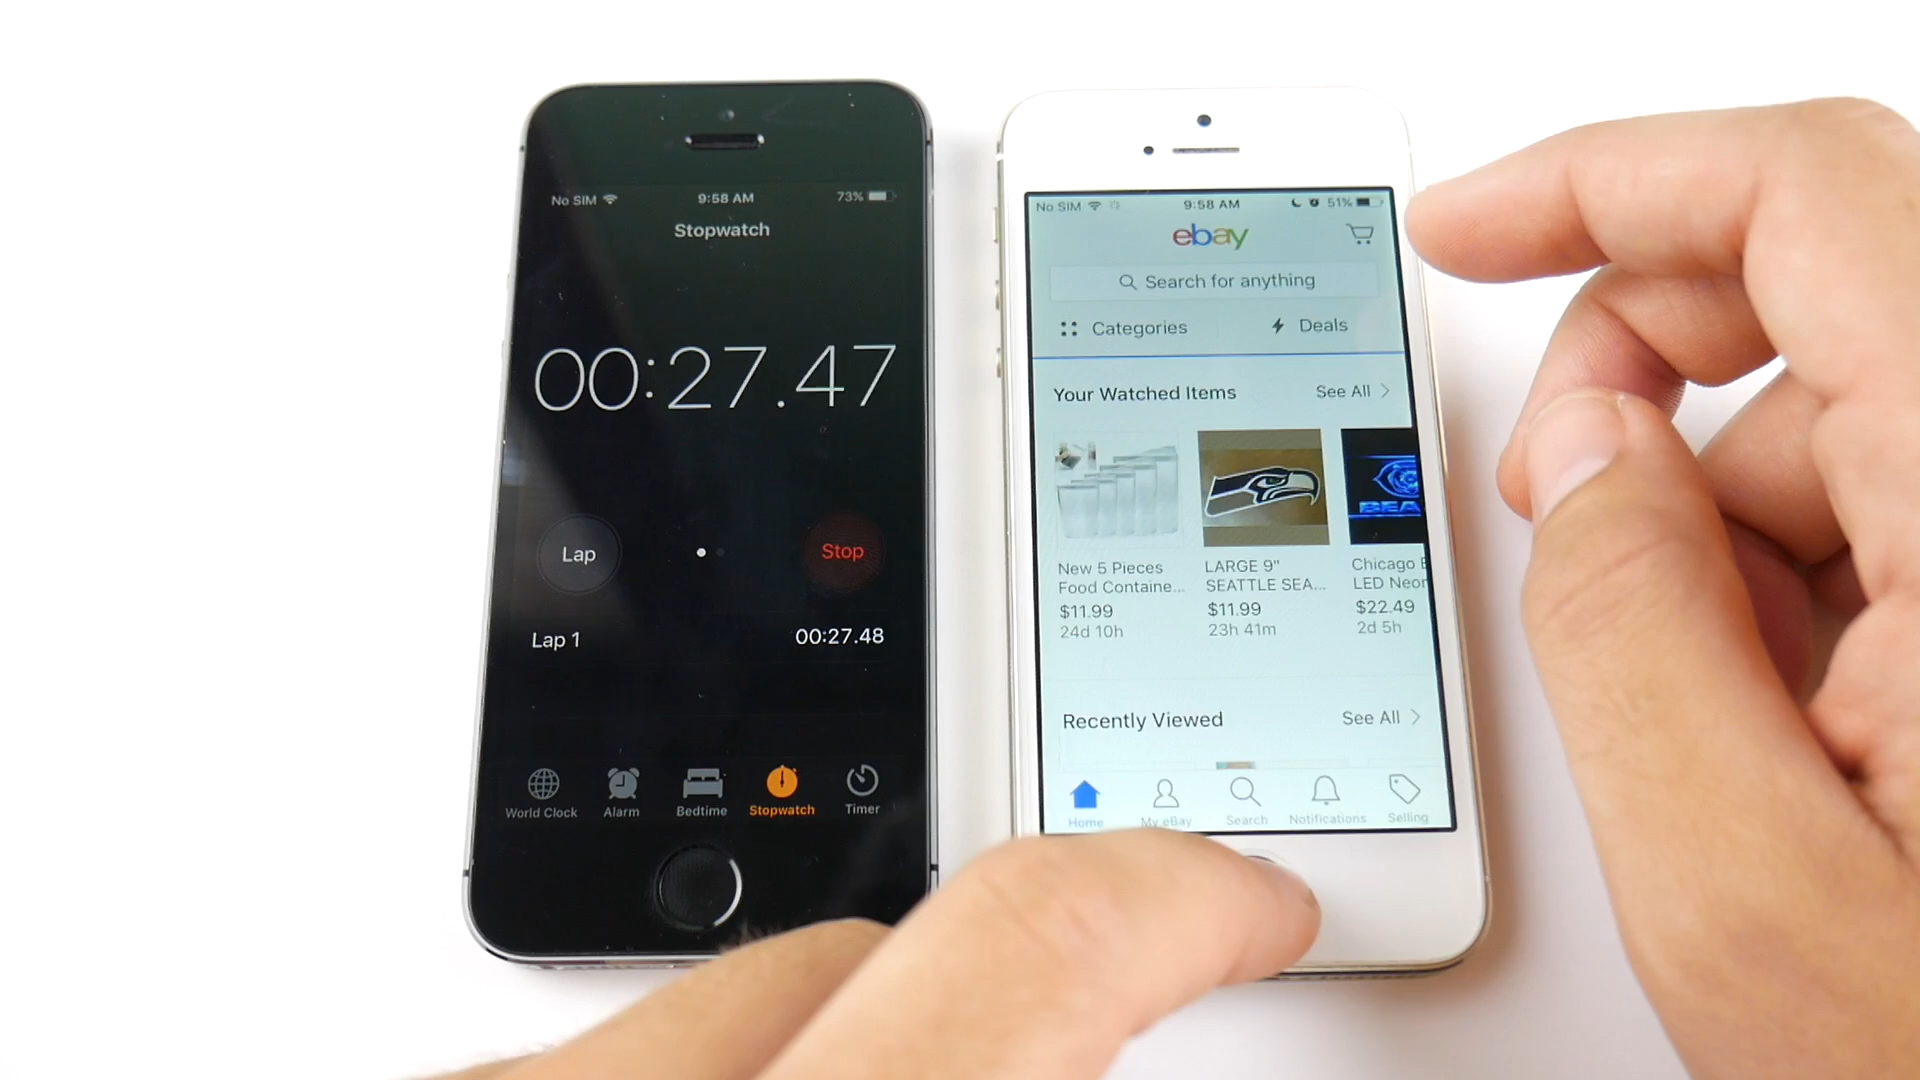 No SIM 9:58 AM 73%
Stopwatch
00:27.47
Lap Stop
Lap 1 00:27.48
World Clock Alarm Bedtime Stopwatch Timer
No SIM 9:58 AM 51%
ebay
Search for anything
Categories Deals
Your Watched Items See All
BEA
New 5 Pieces
Food Containe...
$11.99
24d 10h
LARGE 9"
SEATTLE SEA...
$11.99
23h 41m
Chicago
LED Neon
$22.49
2d 5h
Recently Viewed See All
Home My eBay Search Notifications Selling